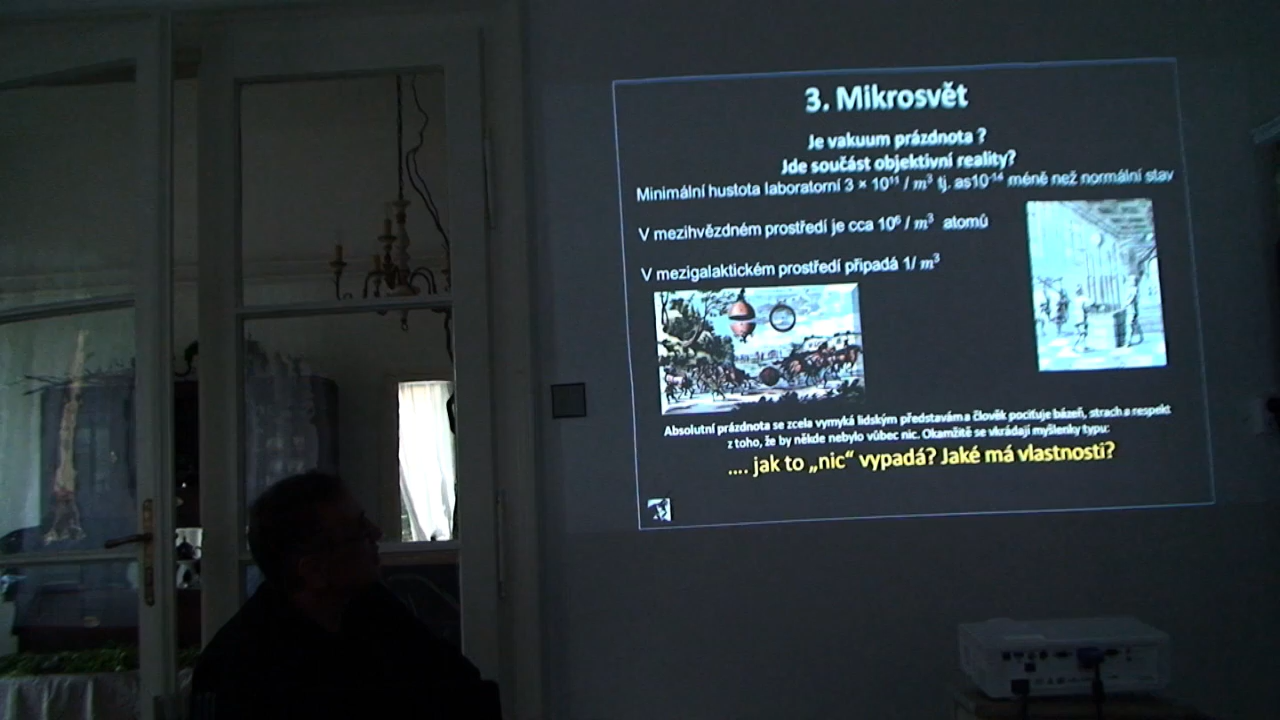 3. Mikrosvět
Je vakuum prázdnota ?
Jde součást objektivní reality?
Minimální hustota laboratorní 3 × 10¹¹ / m³ tj. as10⁻¹⁴ méně než normální stav
V mezihvězdném prostředí je cca 10⁶ / m³ atomů
V mezigalaktickém prostředí připadá 1/ m³
Absolutní prázdnota se zcela vymyká lidským představám a člověk pociťuje bázeň, strach a respekt
z toho, že by někde nebylo vůbec nic. Okamžitě se vkrádají myšlenky typu:
.... jak to „nic“ vypadá? Jaké má vlastnosti?